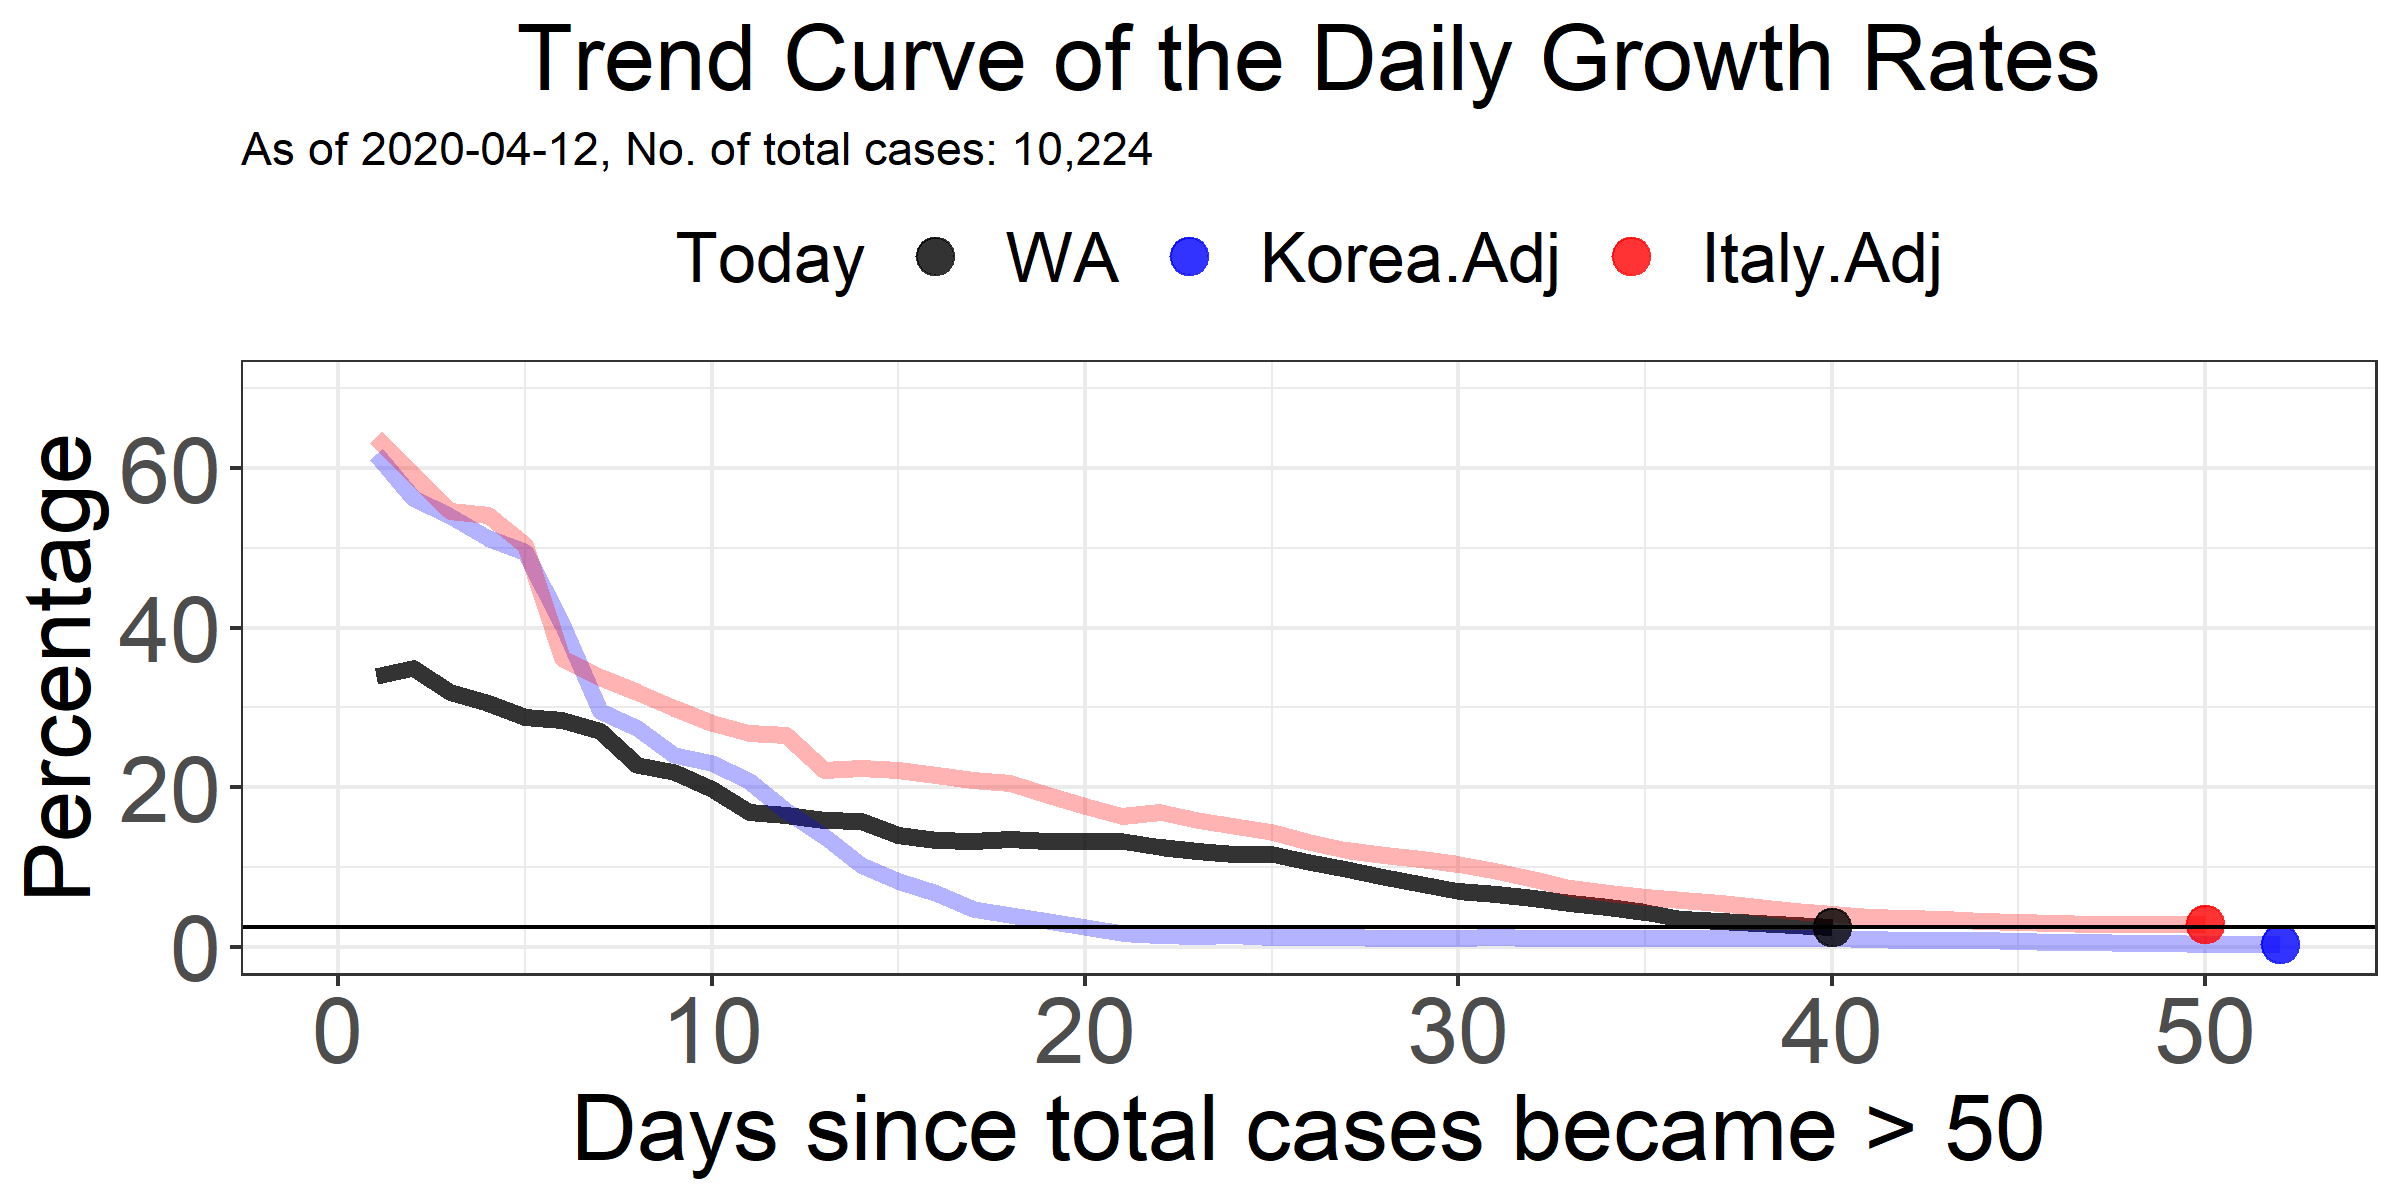 Trend Curve of the Daily Growth Rates
As of 2020-04-12, No. of total cases: 10,224
Today WA Korea.Adj Italy.Adj
Percentage
60
40
20
0
0 10 20 30 40 50
Days since total cases became > 50